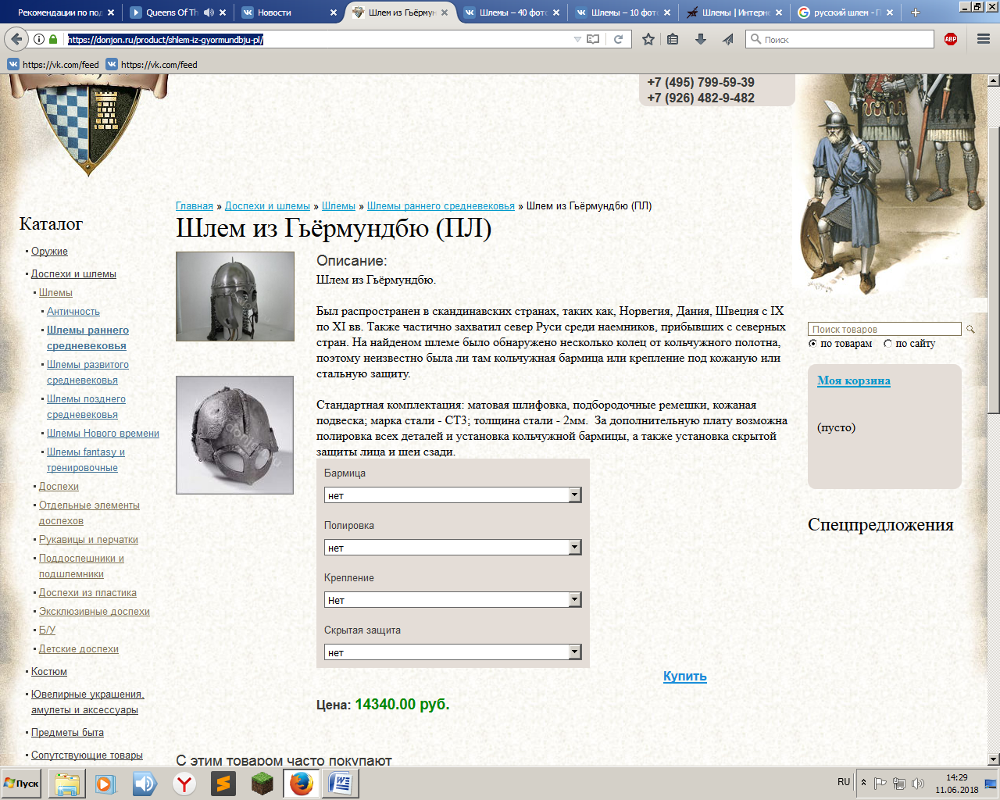 Рекомендации по под
Queens Of Th
Новости
Шлем из Гьёрмун
Шлемы – 40 фото
Шлемы – 10 фото
Шлемы | Интерне
русский шлем - П
https://donjon.ru/product/shlem-iz-gyormundbju-pl/
Поиск
ABP
https://vk.com/feed
https://vk.com/feed
+7 (495) 799-59-39
+7 (926) 482-9-482
Главная » Доспехи и шлемы » Шлемы » Шлемы раннего средневековья » Шлем из Гьёрмундбю (ПЛ)
Шлем из Гьёрмундбю (ПЛ)
Каталог
Оружие
Доспехи и шлемы
Шлемы
Античность
Шлемы раннего
средневековья
Шлемы развитого
средневековья
Шлемы позднего
средневековья
Шлемы Нового времени
Шлемы fantasy и
тренировочные
Доспехи
Отдельные элементы
доспехов
Рукавицы и перчатки
Поддоспешники и
подшлемники
Доспехи из пластика
Эксклюзивные доспехи
Б/У
Детские доспехи
Костюм
Ювелирные украшения,
амулеты и аксессуары
Предметы быта
Сопутствующие товары
Описание:
Шлем из Гьёрмундбю.
Был распространен в скандинавских странах, таких как, Норвегия, Дания, Швеция с IX
по XI вв. Также частично захватил север Руси среди наемников, прибывших с северных
стран. На найденом шлеме было обнаружено несколько колец от кольчужного полотна,
поэтому неизвестно была ли там кольчужная бармица или крепление под кожаную или
стальную защиту.
Стандартная комплектация: матовая шлифовка, подбородочные ремешки, кожаная
подвеска; марка стали - СТ3; толщина стали - 2мм. За дополнительную плату возможна
полировка всех деталей и установка кольчужной бармицы, а также установка скрытой
защиты лица и шеи сзади.
Бармица
нет
Полировка
нет
Крепление
Нет
Скрытая защита
нет
Купить
Цена: 14340.00 руб.
С этим товаром часто покупают
Поиск товаров
по товарам по сайту
Моя корзина
(пусто)
Спецпредложения
Пуск
RU
14:29
11.06.2018